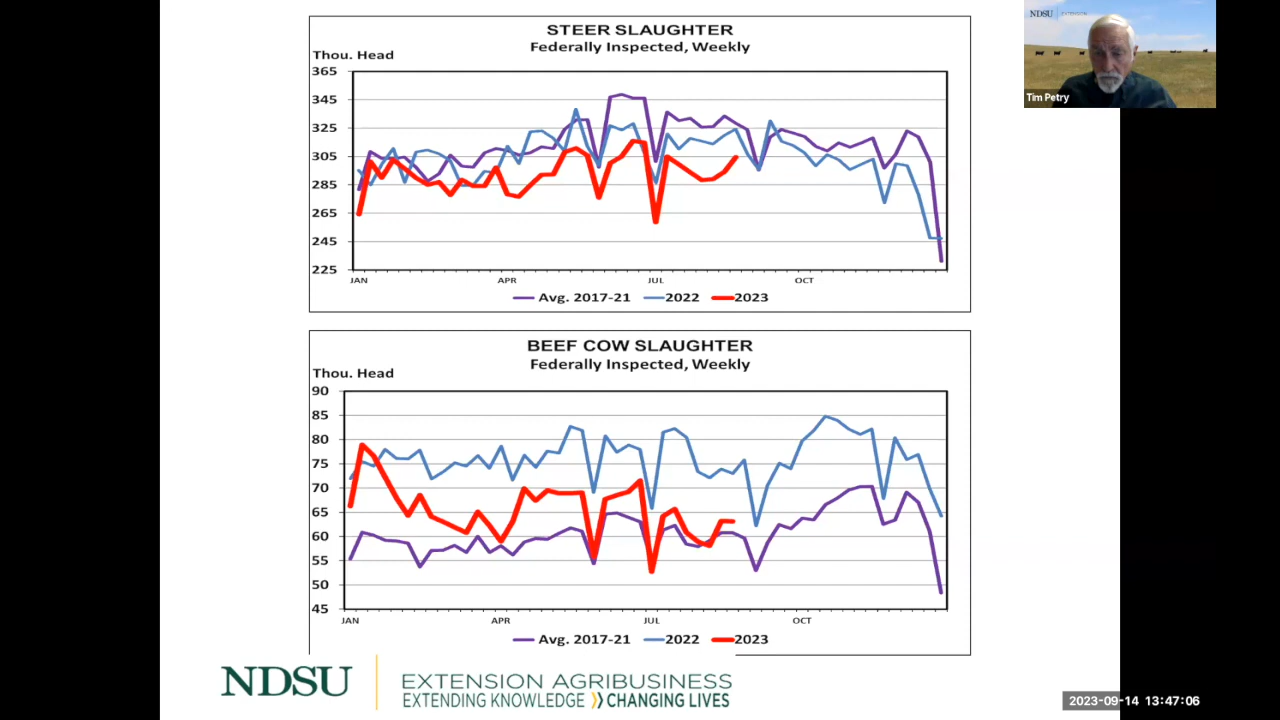 STEER SLAUGHTER
Federally Inspected, Weekly
Thou. Head
365
345
325
305
285
265
245
225
JAN APR JUL OCT
Avg. 2017-21 2022 2023
BEEF COW SLAUGHTER
Federally Inspected, Weekly
Thou. Head
90
85
80
75
70
65
60
55
50
45
JAN APR JUL OCT
Avg. 2017-21 2022 2023
NDSU EXTENSION AGRIBUSINESS
EXTENDING KNOWLEDGE CHANGING LIVES
NDSU EXTENSION
Tim Petry
2023-09-14 13:47:06